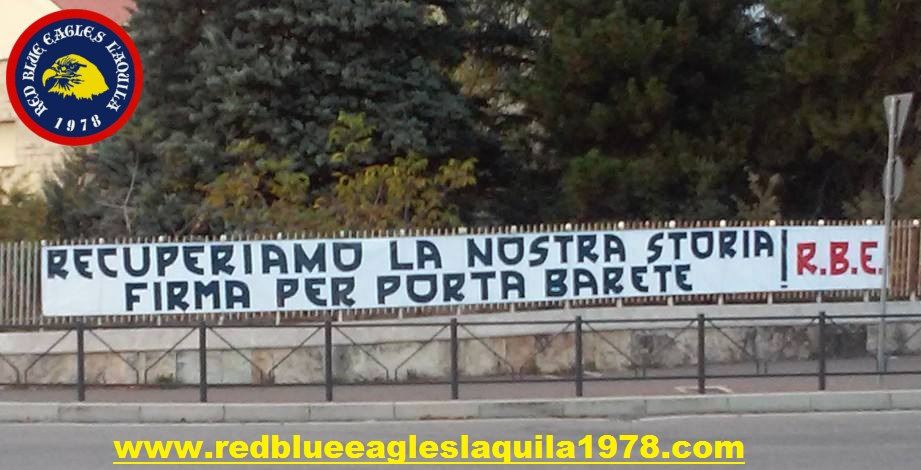 RED BLUE EAGLES L'AQUILA
1978
RECUPERIAMO LA NOSTRA STORIA!
FIRMA PER PORTA BARETE
R.B.E.
www.redblueeagleslaquila1978.com